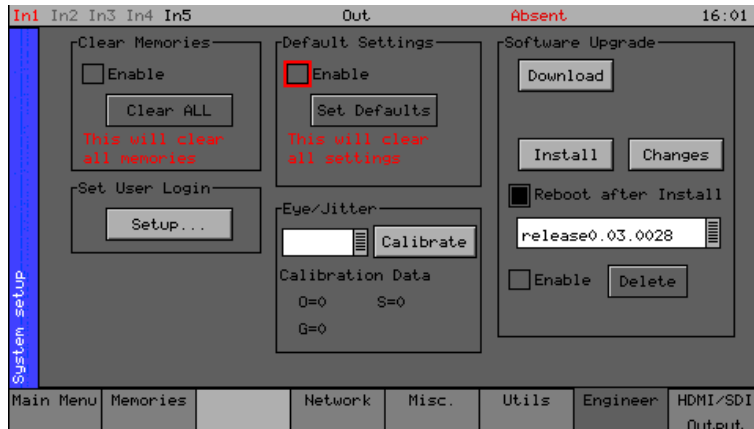 In1 In2 In3 In4 In5 Out Absent 16:01
Clear Memories
Enable
Clear ALL
This will clear
all memories
Set User Login
Setup...
Default Settings
Enable
Set Defaults
This will clear
all settings
Eye/Jitter
Calibrate
Calibration Data
O=0 S=0
G=0
Software Upgrade
Download
Install Changes
Reboot after Install
release0.03.0028
Enable Delete
System setup
Main Menu Memories Network Misc. Utils Engineer HDMI/SDI
Output